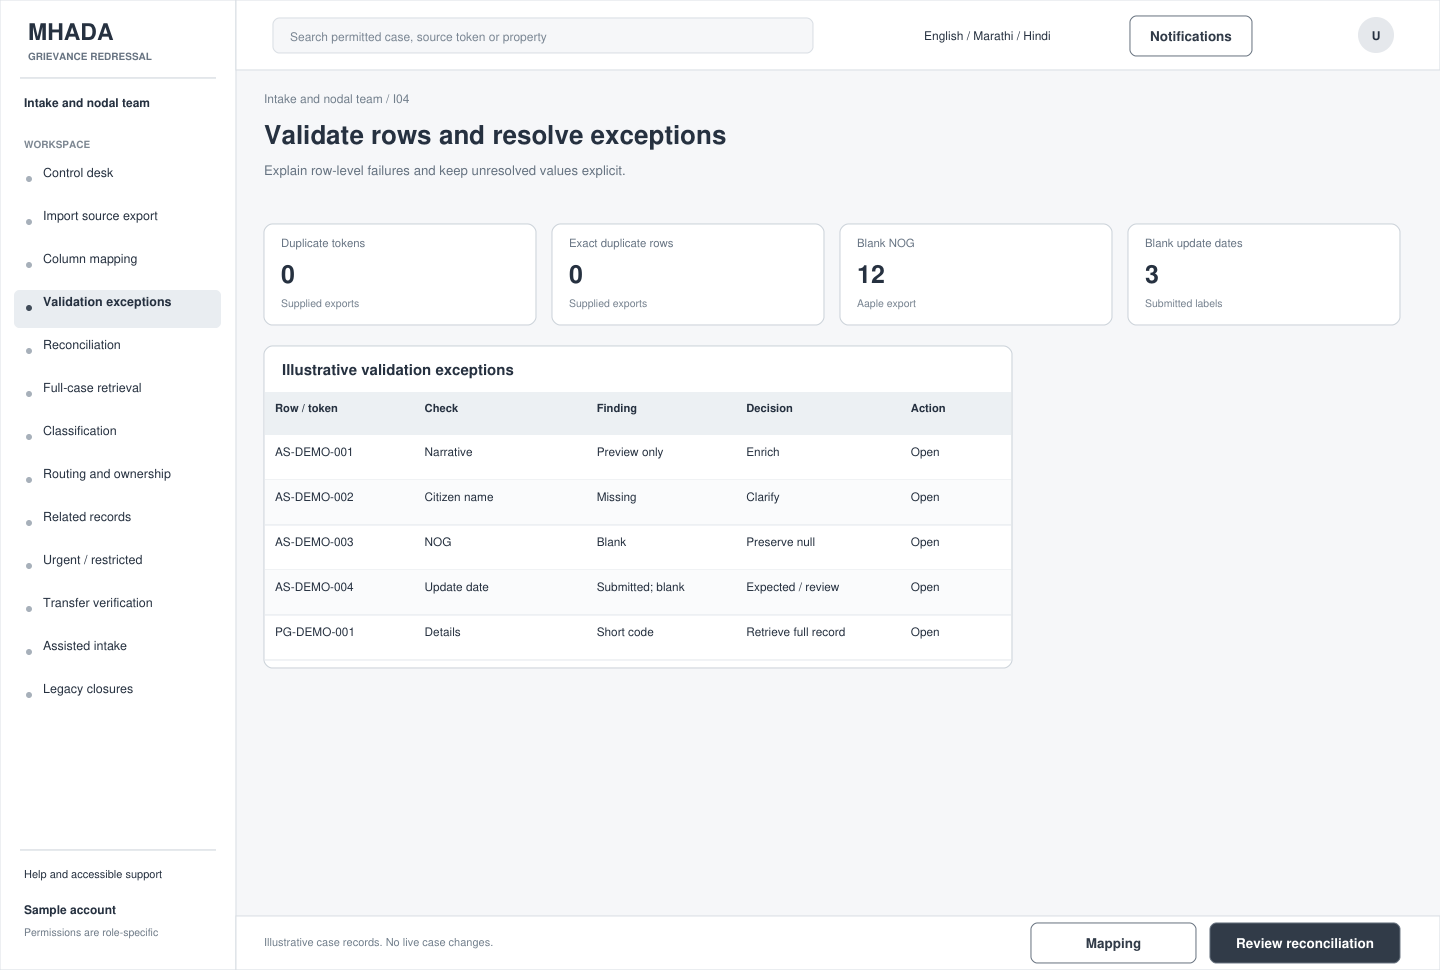 MHADA
GRIEVANCE REDRESSAL
Intake and nodal team
WORKSPACE
Control desk
Import source export
Column mapping
Validation exceptions
Reconciliation
Full-case retrieval
Classification
Routing and ownership
Related records
Urgent / restricted
Transfer verification
Assisted intake
Legacy closures
Help and accessible support
Sample account
Permissions are role-specific
Search permitted case, source token or property
English / Marathi / Hindi
Notifications
U
Intake and nodal team / I04
Validate rows and resolve exceptions
Explain row-level failures and keep unresolved values explicit.
Duplicate tokens
0
Supplied exports
Exact duplicate rows
0
Supplied exports
Blank NOG
12
Aaple export
Blank update dates
3
Submitted labels
Illustrative validation exceptions
Row / token Check Finding Decision Action
AS-DEMO-001 Narrative Preview only Enrich Open
AS-DEMO-002 Citizen name Missing Clarify Open
AS-DEMO-003 NOG Blank Preserve null Open
AS-DEMO-004 Update date Submitted; blank Expected / review Open
PG-DEMO-001 Details Short code Retrieve full record Open
Illustrative case records. No live case changes.
Mapping
Review reconciliation